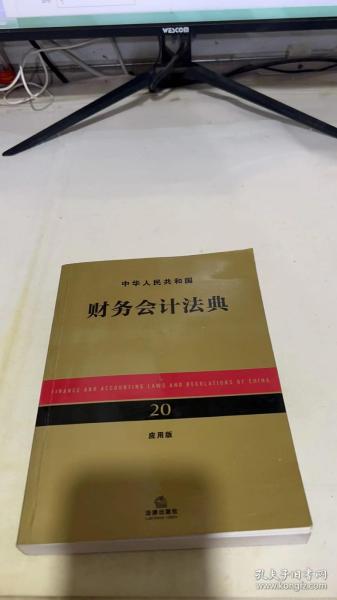 WESCOM
中华人民共和国
财务会计法典
FINANCE AND ACCOUNTING LAWS AND REGULATIONS OF CHINA
20
应用版
法律出版社
孔夫子旧书网